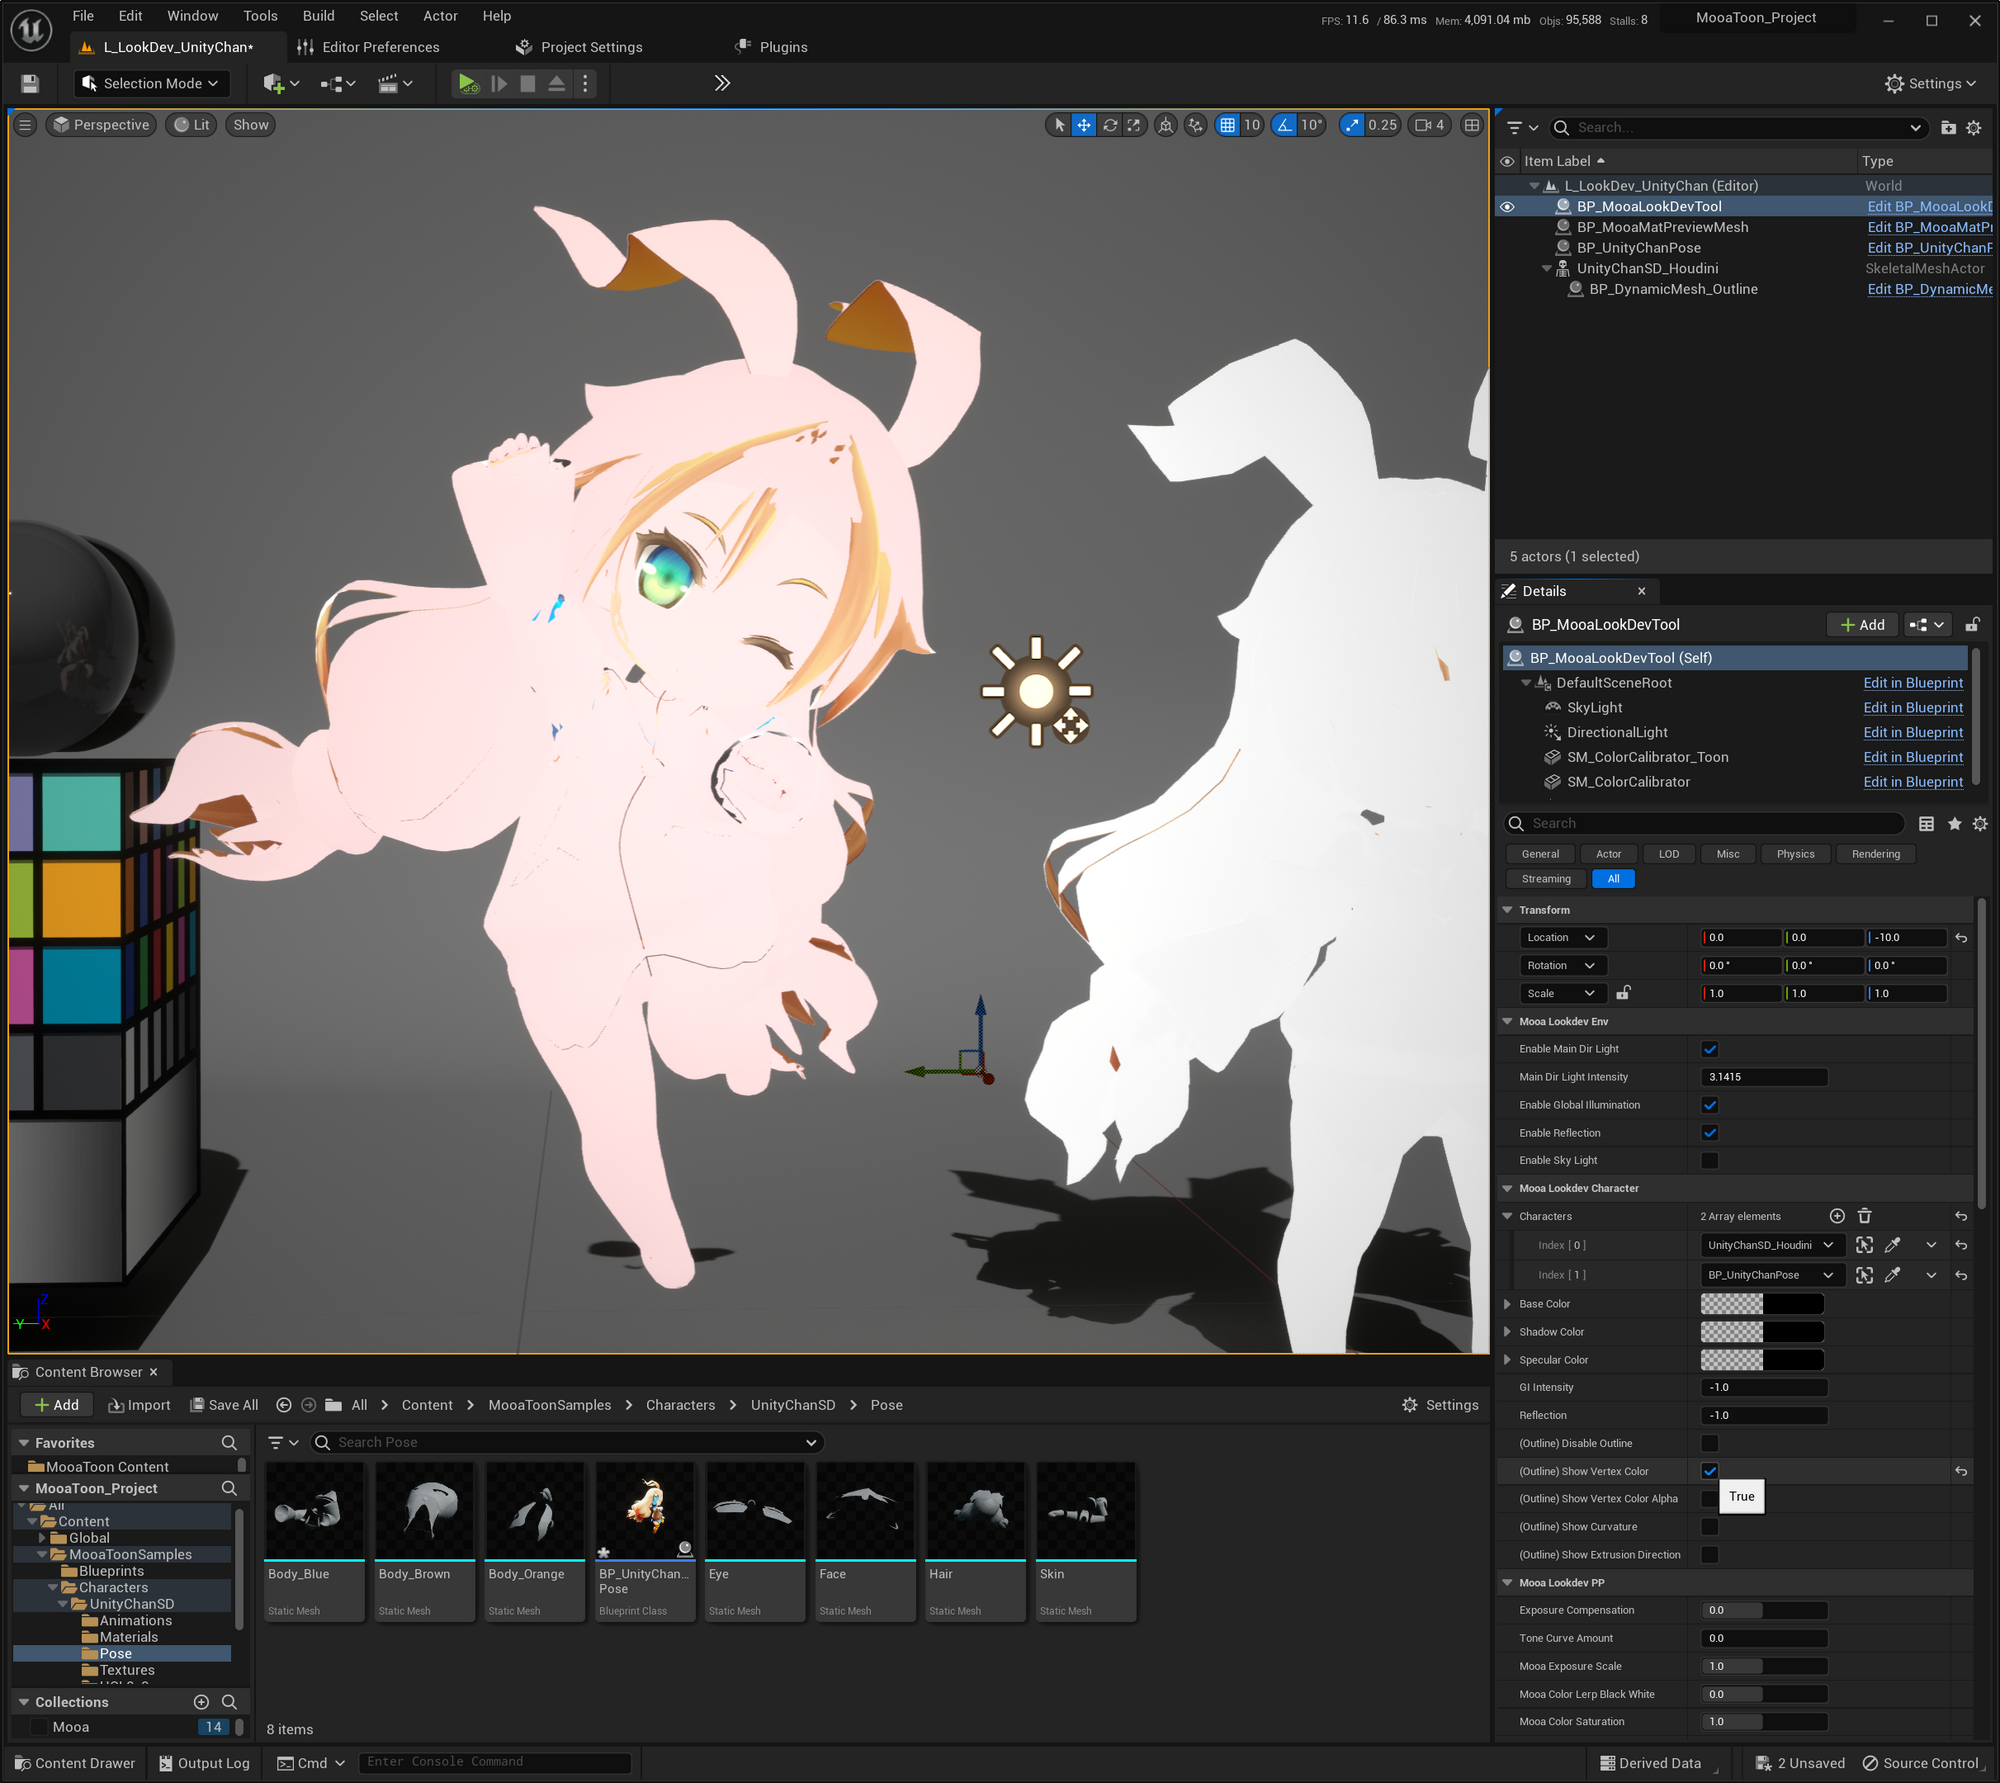 File Edit Window Tools Build Select Actor Help
FPS: 11.6 / 86.3 ms Mem: 4,091.04 mb Objs: 95,588 Stalls: 8 MooaToon_Project
L_LookDev_UnityChan* Editor Preferences Project Settings Plugins
Selection Mode Settings
Perspective Lit Show 10 10° 0.25 4
Search...
Item Label Type
L_LookDev_UnityChan (Editor) World
BP_MooaLookDevTool Edit BP_MooaLookD
BP_MooaMatPreviewMesh Edit BP_MooaMatPr
BP_UnityChanPose Edit BP_UnityChanP
UnityChanSD_Houdini SkeletalMeshActor
BP_DynamicMesh_Outline Edit BP_DynamicMe
5 actors (1 selected)
Details
BP_MooaLookDevTool Add
BP_MooaLookDevTool (Self)
DefaultSceneRoot Edit in Blueprint
SkyLight Edit in Blueprint
DirectionalLight Edit in Blueprint
SM_ColorCalibrator_Toon Edit in Blueprint
SM_ColorCalibrator Edit in Blueprint
Search
General Actor LOD Misc Physics Rendering
Streaming All
Transform
Location 0.0 0.0 -10.0
Rotation 0.0° 0.0° 0.0°
Scale 1.0 1.0 1.0
Mooa Lookdev Env
Enable Main Dir Light
Main Dir Light Intensity 3.1415
Enable Global Illumination
Enable Reflection
Enable Sky Light
Mooa Lookdev Character
Characters 2 Array elements
Index [ 0 ] UnityChanSD_Houdini
Index [ 1 ] BP_UnityChanPose
Base Color
Shadow Color
Specular Color
GI Intensity -1.0
Reflection -1.0
(Outline) Disable Outline
(Outline) Show Vertex Color
(Outline) Show Vertex Color Alpha
True
(Outline) Show Curvature
(Outline) Show Extrusion Direction
Mooa Lookdev PP
Exposure Compensation 0.0
Tone Curve Amount 0.0
Mooa Exposure Scale 1.0
Mooa Color Lerp Black White 0.0
Mooa Color Saturation 1.0
Z
Y X
Content Browser
Add Import Save All All Content MooaToonSamples Characters UnityChanSD Pose Settings
Favorites
MooaToon Content
MooaToon_Project
All
Content
Global
MooaToonSamples
Blueprints
Characters
UnityChanSD
Animations
Materials
Pose
Textures
Collections
Mooa 14
Search Pose
Body_Blue
Static Mesh
Body_Brown
Static Mesh
Body_Orange
Static Mesh
BP_UnityChan...
Pose
Blueprint Class
Eye
Static Mesh
Face
Static Mesh
Hair
Static Mesh
Skin
Static Mesh
8 items
Content Drawer Output Log Cmd Enter Console Command Derived Data 2 Unsaved Source Control